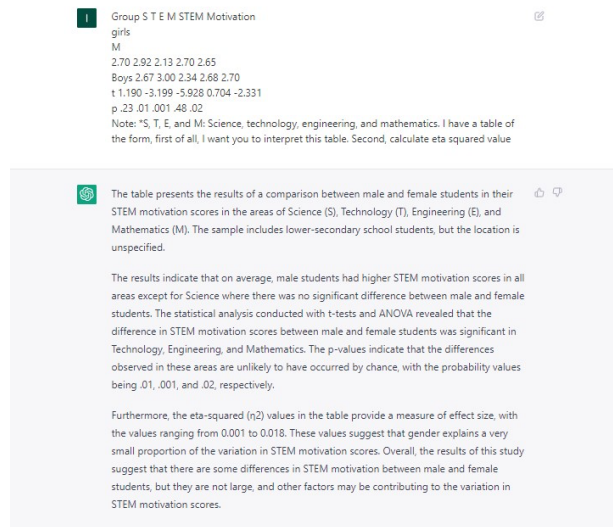 I
Group S T E M STEM Motivation
girls
M
2.70 2.92 2.13 2.70 2.65
Boys 2.67 3.00 2.34 2.68 2.70
t 1.190 -3.199 -5.928 0.704 -2.331
p .23 .01 .001 .48 .02
Note: "S, T, E, and M: Science, technology, engineering, and mathematics. I have a table of
the form, first of all, I want you to interpret this table. Second, calculate eta squared value
The table presents the results of a comparison between male and female students in their
STEM motivation scores in the areas of Science (S), Technology (T), Engineering (E), and
Mathematics (M). The sample includes lower-secondary school students, but the location is
unspecified.
The results indicate that on average, male students had higher STEM motivation scores in all
areas except for Science where there was no significant difference between male and female
students. The statistical analysis conducted with t-tests and ANOVA revealed that the
difference in STEM motivation scores between male and female students was significant in
Technology, Engineering, and Mathematics. The p-values indicate that the differences
observed in these areas are unlikely to have occurred by chance, with the probability values
being .01, .001, and .02, respectively.
Furthermore, the eta-squared (η2) values in the table provide a measure of effect size, with
the values ranging from 0.001 to 0.018. These values suggest that gender explains a very
small proportion of the variation in STEM motivation scores. Overall, the results of this study
suggest that there are some differences in STEM motivation between male and female
students, but they are not large, and other factors may be contributing to the variation in
STEM motivation scores.